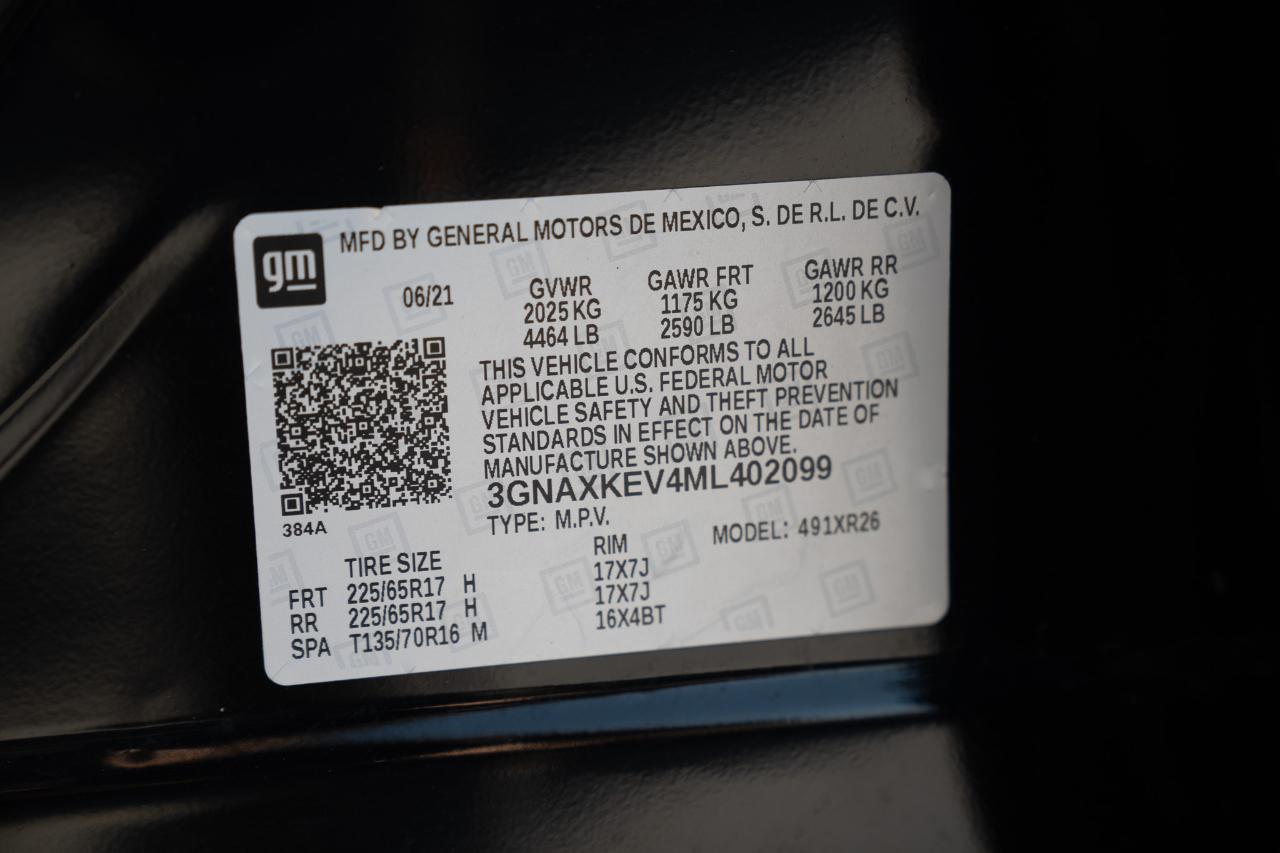 gm
MFD BY GENERAL MOTORS DE MEXICO, S. DE R.L. DE C.V.
06/21
GVWR GAWR FRT GAWR RR
2025 KG 1175 KG 1200 KG
4464 LB 2590 LB 2645 LB
THIS VEHICLE CONFORMS TO ALL
APPLICABLE U.S. FEDERAL MOTOR
VEHICLE SAFETY AND THEFT PREVENTION
STANDARDS IN EFFECT ON THE DATE OF
MANUFACTURE SHOWN ABOVE.
3GNAXKEV4ML402099
384A
TYPE: M.P.V. MODEL: 491XR26
TIRE SIZE RIM
FRT 225/65R17 H 17X7J
RR 225/65R17 H 17X7J
SPA T135/70R16 M 16X4BT